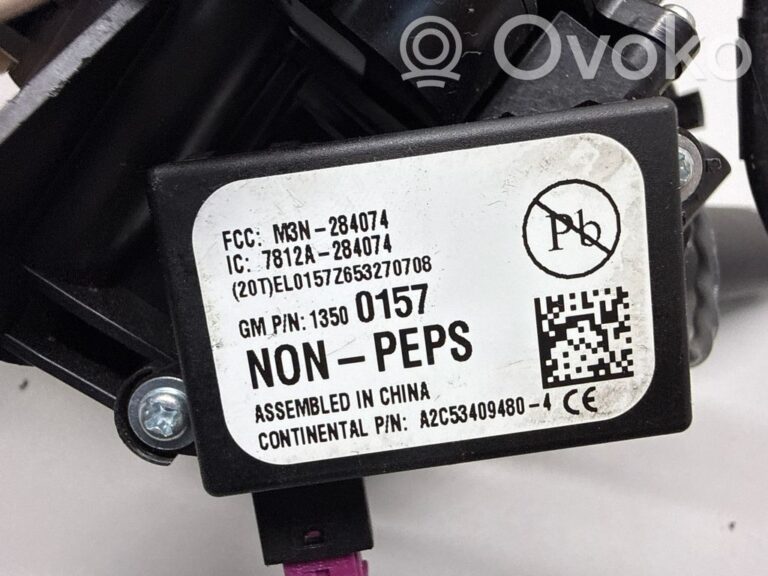 Ovoko
FCC: M3N-284074
IC: 7812A-284074
(20T)EL0157Z653270708
GM P/N: 1350 0157
NON-PEPS
ASSEMBLED IN CHINA
CONTINENTAL P/N: A2C53409480-4 CE
Pb